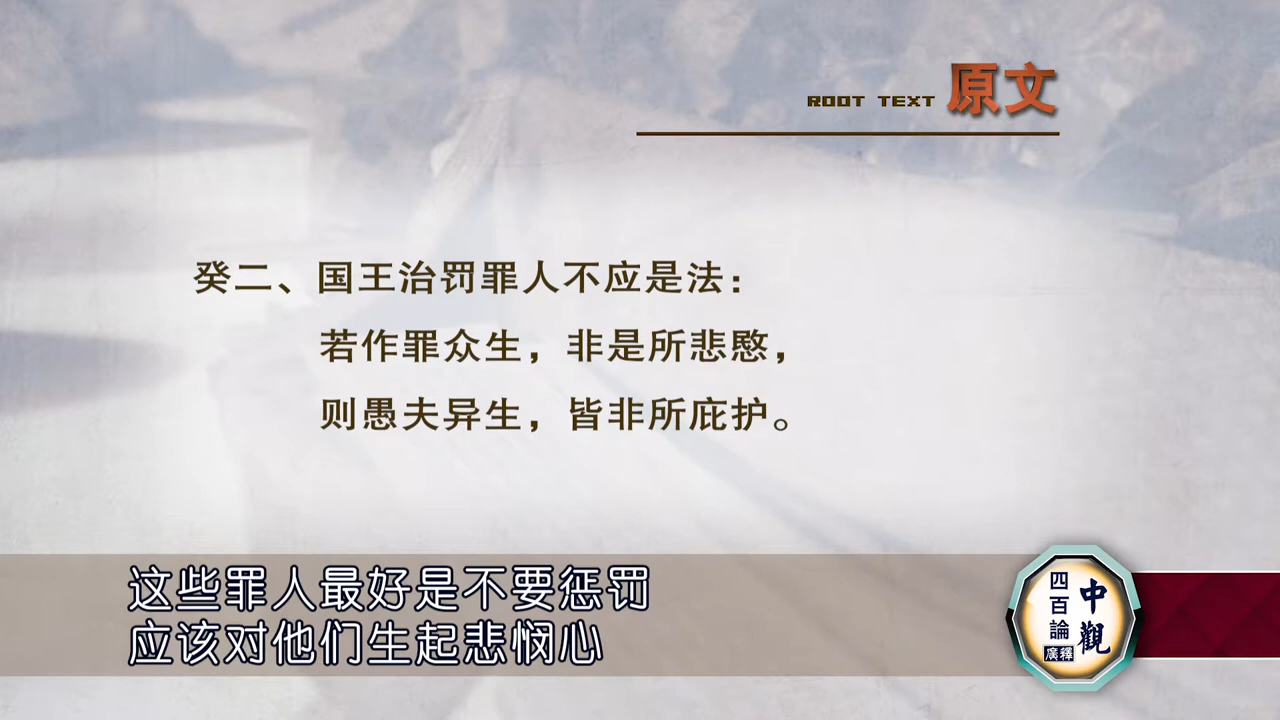 ROOT TEXT 原文
癸二、国王治罚罪人不应是法：
若作罪众生，非是所悲愍，
则愚夫异生，皆非所庇护。
这些罪人最好是不要惩罚
应该对他们生起悲悯心
中觀
四百論
廣釋